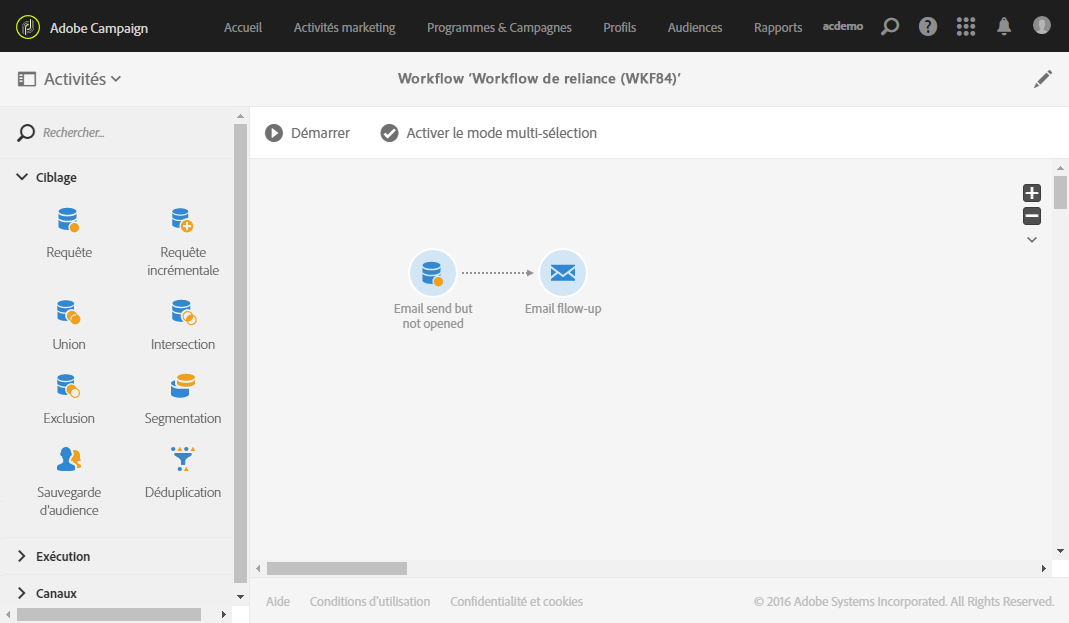 Adobe Campaign
Accueil
Activités marketing
Programmes & Campagnes
Profils
Audiences
Rapports
acdemo
Activités
Workflow ‘Workflow de reliance (WKF84)’
Rechercher...
Démarrer
Activer le mode multi-sélection
Ciblage
Requête
Requête
incrémentale
Union
Intersection
Exclusion
Segmentation
Sauvegarde
d'audience
Déduplication
Exécution
Canaux
Email send but
not opened
Email fllow-up
Aide
Conditions d'utilisation
Confidentialité et cookies
© 2016 Adobe Systems Incorporated. All Rights Reserved.